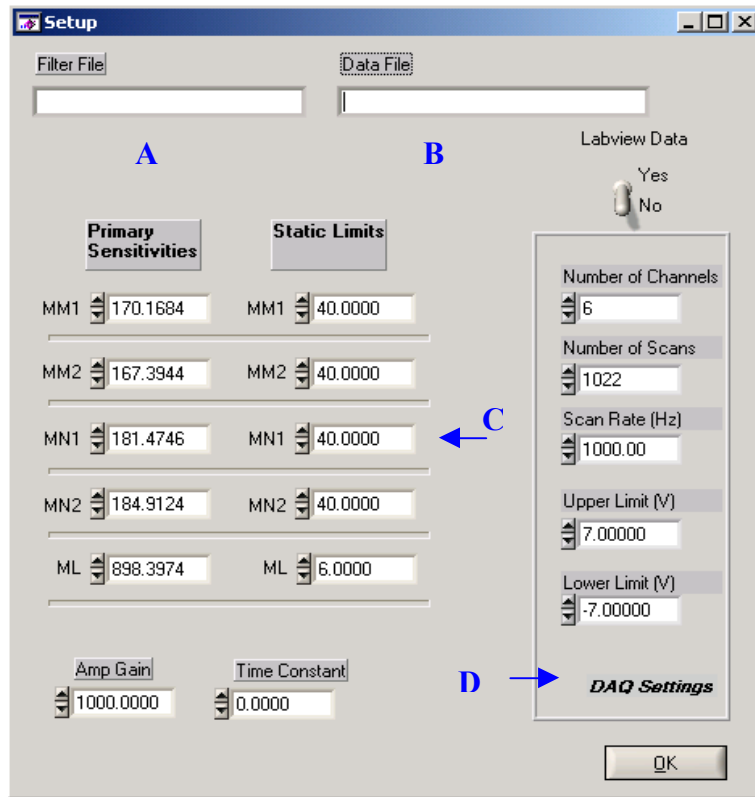 Setup
Filter File Data File
A B
Labview Data
Yes
No
Primary Sensitivities Static Limits
MM1 170.1684 MM1 40.0000
MM2 167.3944 MM2 40.0000
MN1 181.4746 MN1 40.0000 C
MN2 184.9124 MN2 40.0000
ML 898.3974 ML 6.0000
Amp Gain Time Constant
1000.0000 0.0000
Number of Channels
6
Number of Scans
1022
Scan Rate (Hz)
1000.00
Upper Limit (V)
7.00000
Lower Limit (V)
-7.00000
D DAQ Settings
OK